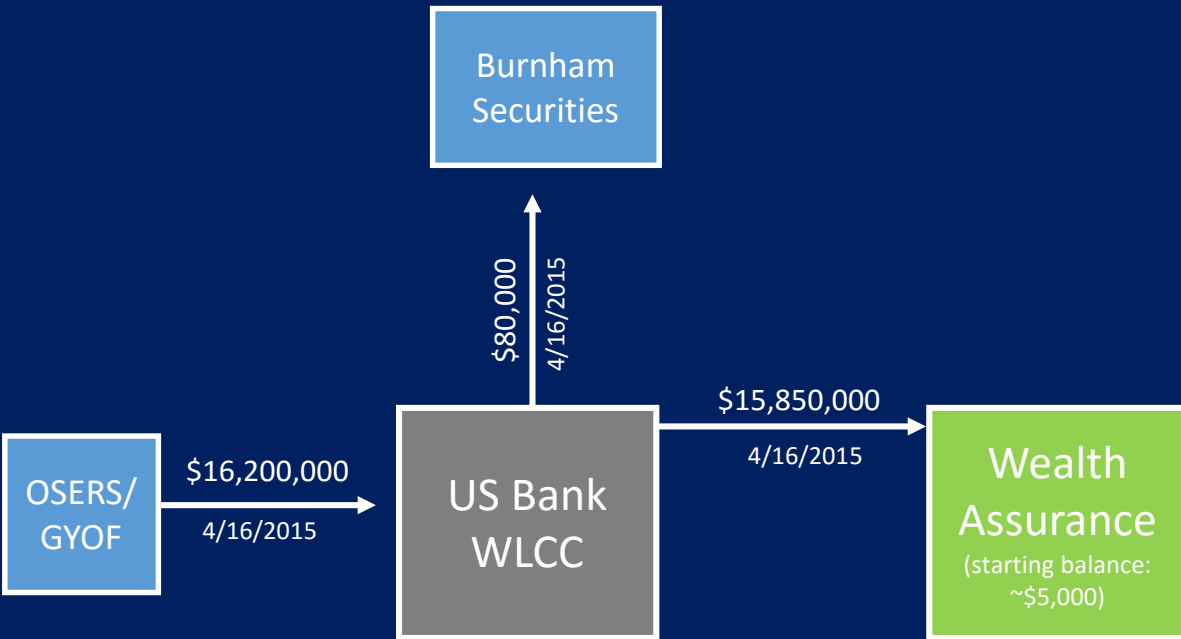 Burnham
Securities
$80,000
4/16/2015
$15,850,000
4/16/2015
OSERS/
GYOF
$16,200,000
4/16/2015
US Bank
WLCC
Wealth
Assurance
(starting balance:
~$5,000)